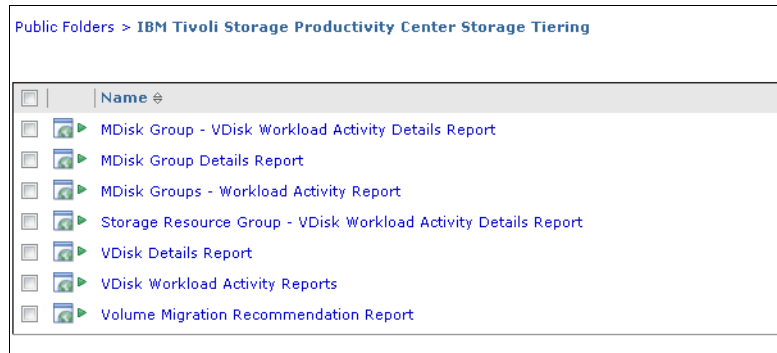 Public Folders > IBM Tivoli Storage Productivity Center Storage Tiering
Name
MDisk Group - VDisk Workload Activity Details Report
MDisk Group Details Report
MDisk Groups - Workload Activity Report
Storage Resource Group - VDisk Workload Activity Details Report
VDisk Details Report
VDisk Workload Activity Reports
Volume Migration Recommendation Report